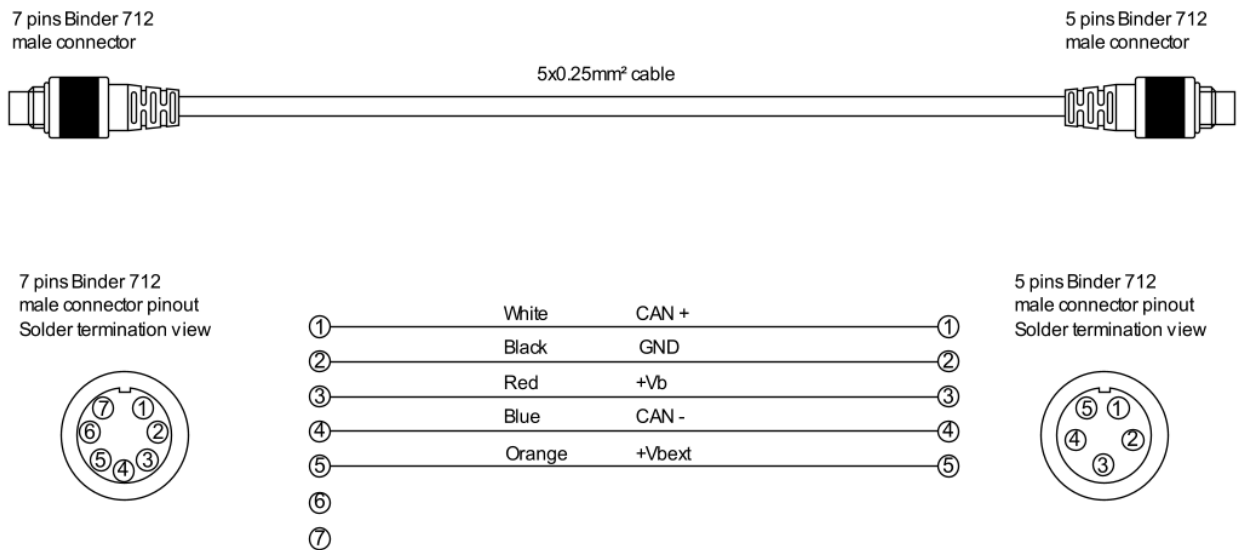 7 pins Binder 712
male connector
5 pins Binder 712
male connector
5x0.25mm² cable
7 pins Binder 712
male connector pinout
Solder termination view
5 pins Binder 712
male connector pinout
Solder termination view
① White CAN + ①
② Black GND ②
③ Red +Vb ③
④ Blue CAN - ④
⑤ Orange +Vbext ⑤
⑥
⑦
⑦ ①
⑥ ②
⑤ ④ ③
⑤ ①
④ ②
③